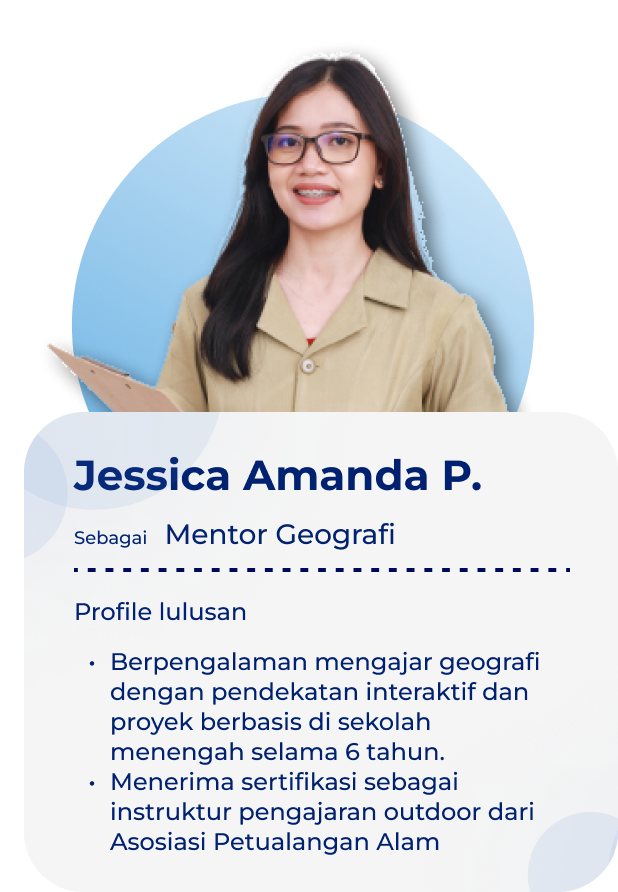 Jessica Amanda P.
Sebagai Mentor Geografi
Profile lulusan
• Berpengalaman mengajar geografi
dengan pendekatan interaktif dan
proyek berbasis di sekolah
menengah selama 6 tahun.
• Menerima sertifikasi sebagai
instruktur pengajaran outdoor dari
Asosiasi Petualangan Alam